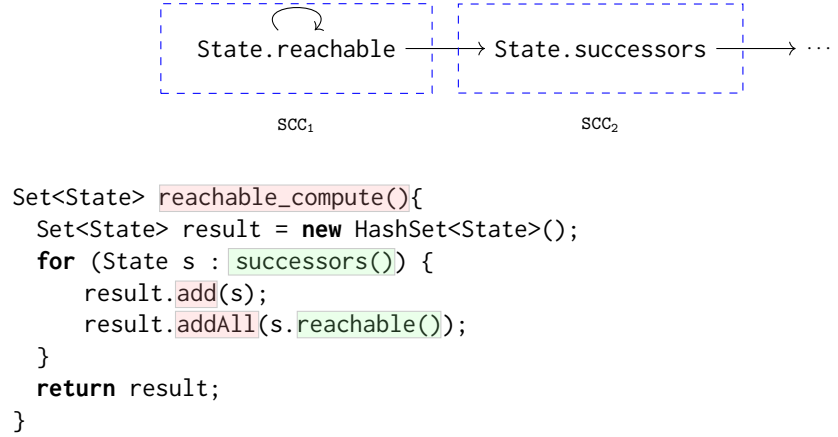 State.reachable State.successors ...
SCC₁ SCC₂
Set<State> reachable_compute(){
Set<State> result = new HashSet<State>();
for (State s : successors()) {
result.add(s);
result.addAll(s.reachable());
}
return result;
}